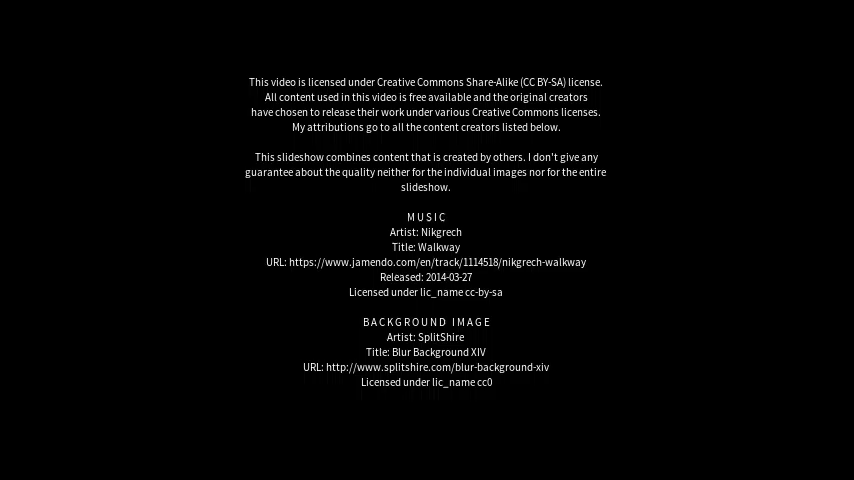 This video is licensed under Creative Commons Share-Alike (CC BY-SA) license.
All content used in this video is free available and the original creators
have chosen to release their work under various Creative Commons licenses.
My attributions go to all the content creators listed below.
This slideshow combines content that is created by others. I don't give any
guarantee about the quality neither for the individual images nor for the entire
slideshow.
MUSIC
Artist: Nikgrech
Title: Walkway
URL: https://www.jamendo.com/en/track/1114518/nikgrech-walkway
Released: 2014-03-27
Licensed under lic_name cc-by-sa
BACKGROUND IMAGE
Artist: SplitShire
Title: Blur Background XIV
URL: http://www.splitshire.com/blur-background-xiv
Licensed under lic_name cc0